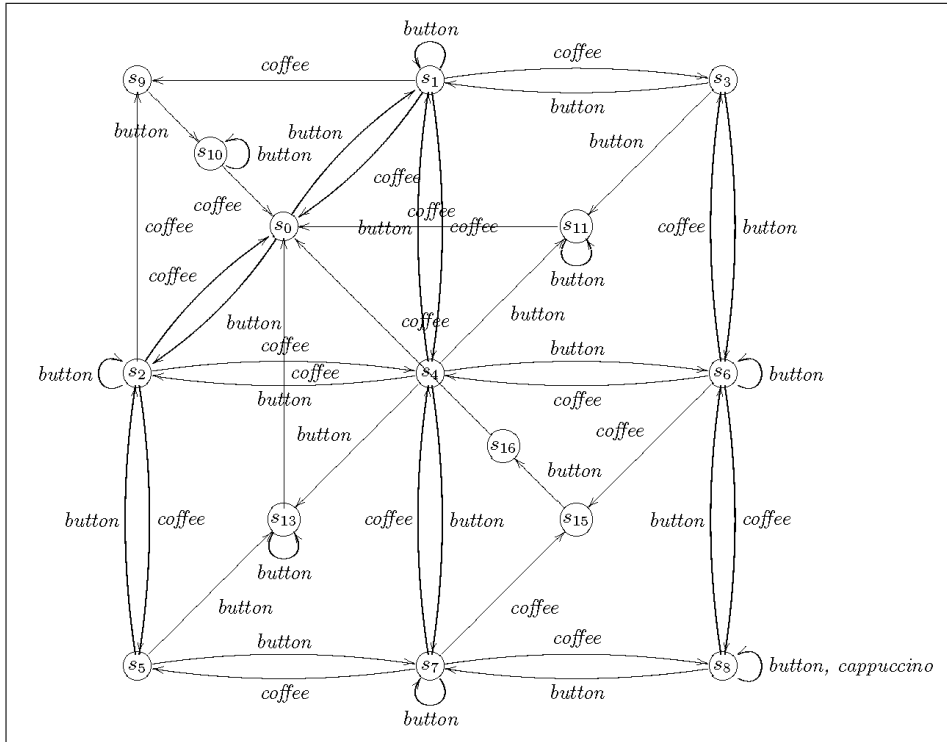 button
s9 coffee s1 coffee s3
button
button s10 button button button
coffee coffee
coffee button coffee coffee coffee button
s0 s11
coffee button
button button
coffee coffee button
button s2 coffee s4 s6 button
button coffee
button s16 coffee
button
button coffee s13 coffee button s15 button coffee
button
button coffee
button coffee
s5 s7 s8 button, cappuccino
coffee button
button